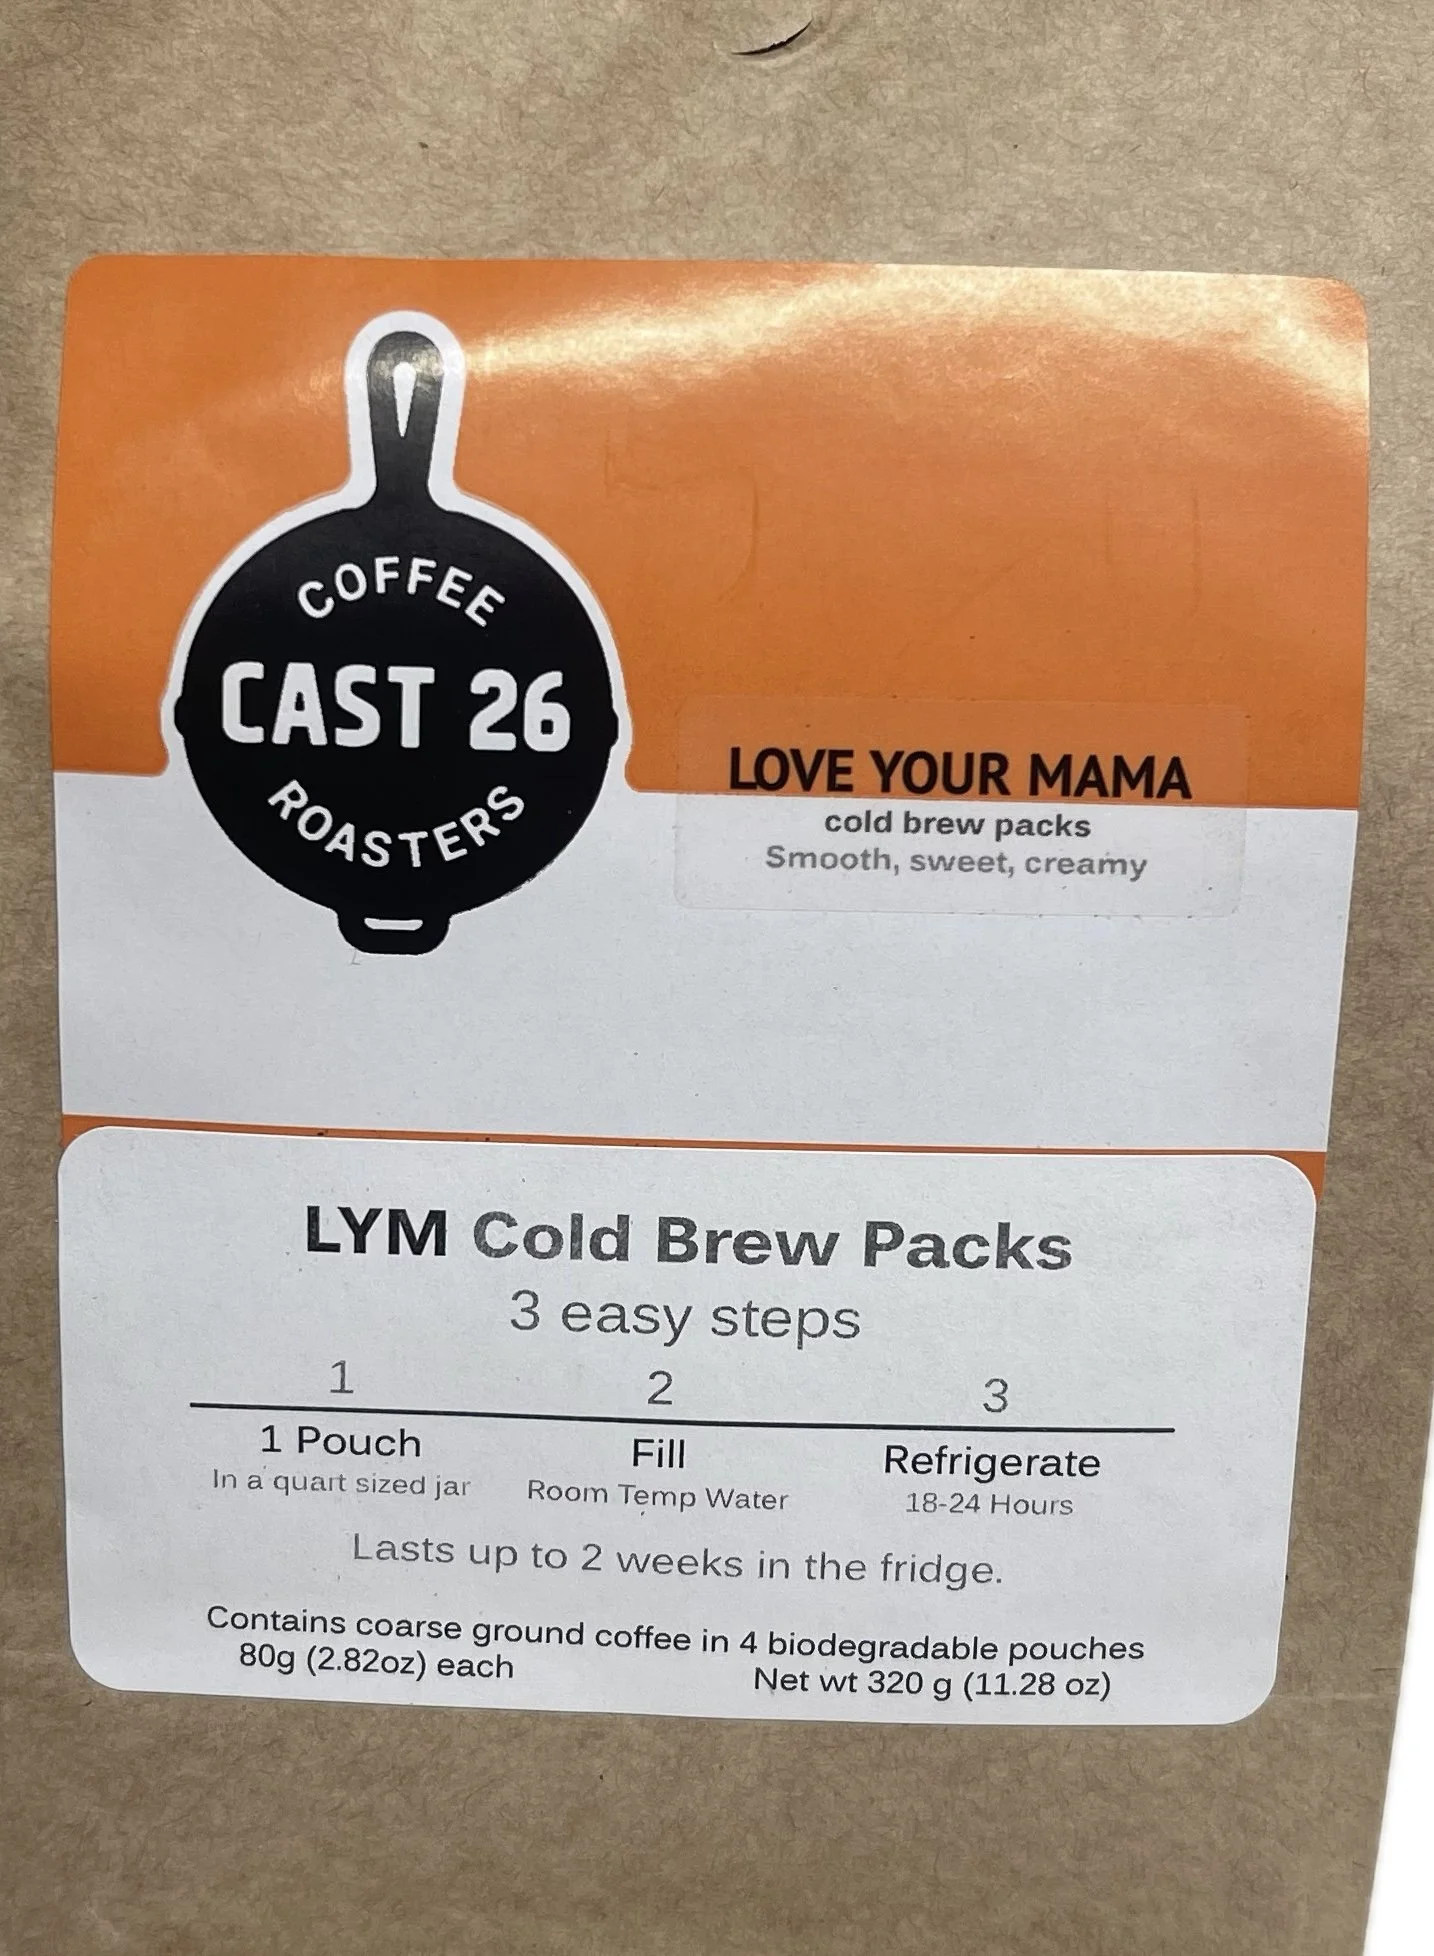 COFFEE
CAST 26
ROASTERS
LOVE YOUR MAMA
cold brew packs
Smooth, sweet, creamy
LYM Cold Brew Packs
3 easy steps
1 2 3
1 Pouch Fill Refrigerate
In a quart sized jar Room Temp Water 18-24 Hours
Lasts up to 2 weeks in the fridge.
Contains coarse ground coffee in 4 biodegradable pouches
80g (2.82oz) each Net wt 320 g (11.28 oz)